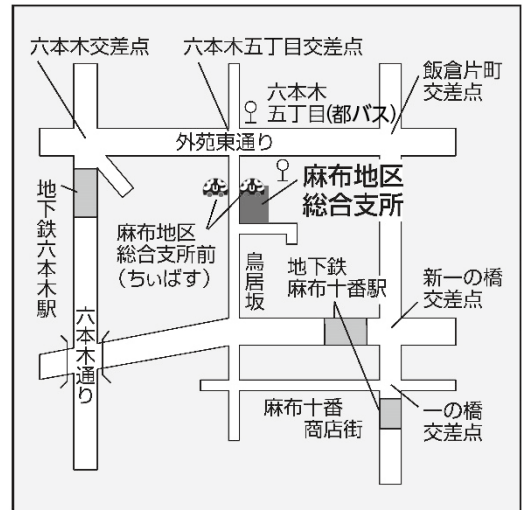 六本木交差点
六本木五丁目交差点
飯倉片町
交差点
六本木
五丁目(都バス)
外苑東通り
麻布地区
総合支所
地下鉄六本木駅
麻布地区
総合支所前
(ちぃばす)
鳥居坂
地下鉄
麻布十番駅
新一の橋
交差点
六本木通り
麻布十番
商店街
一の橋
交差点